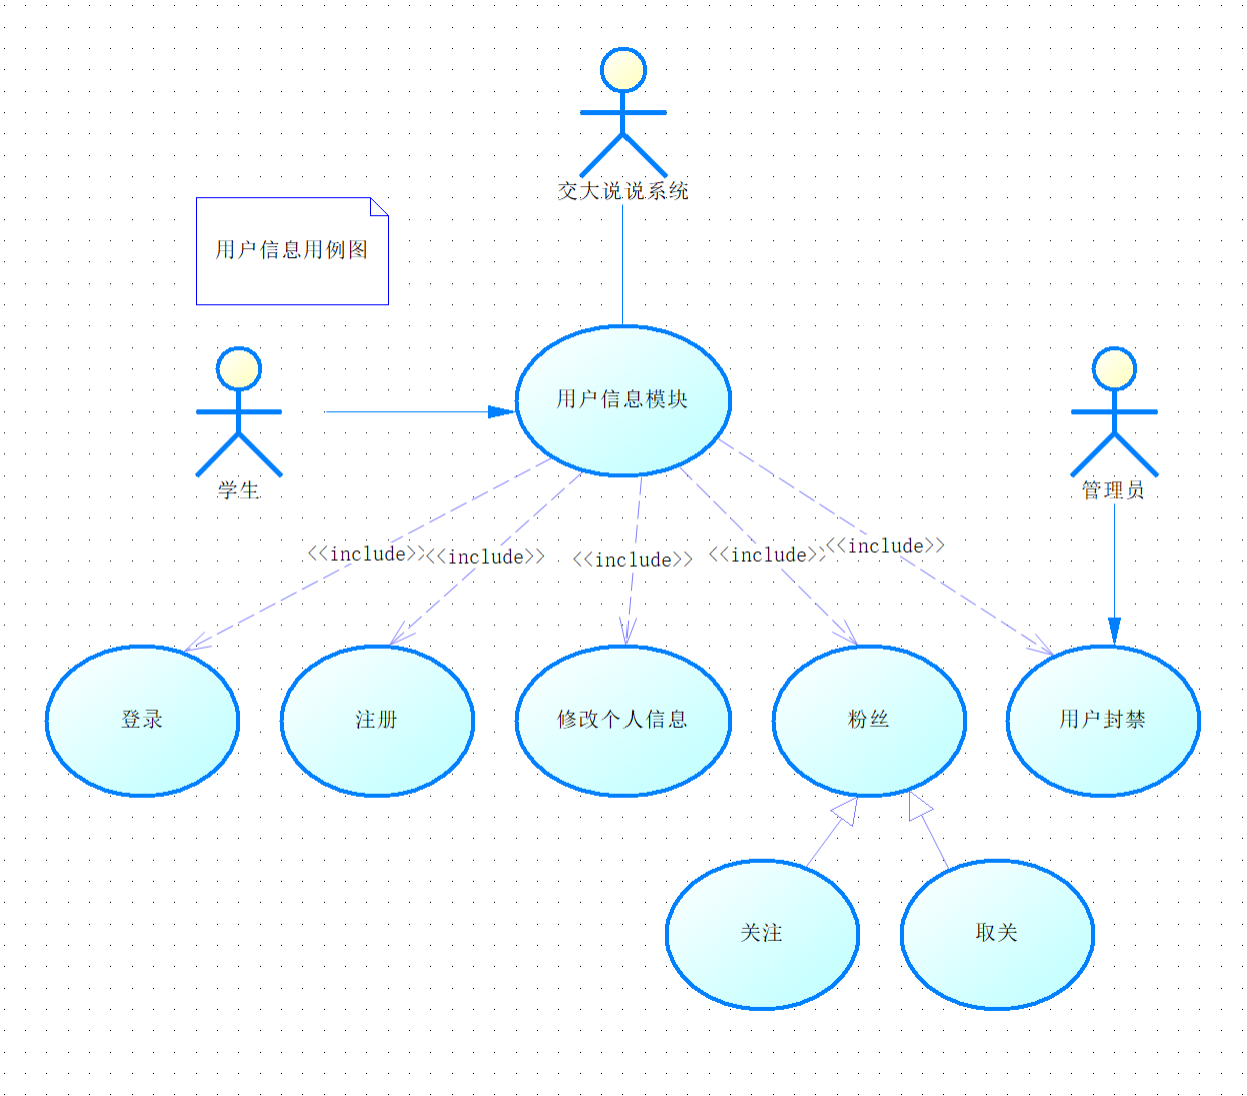 交大说说系统
用户信息用例图
用户信息模块
学生
管理员
<<include>>
<<include>>
<<include>>
<<include>>
<<include>>
登录
注册
修改个人信息
粉丝
用户封禁
关注
取关